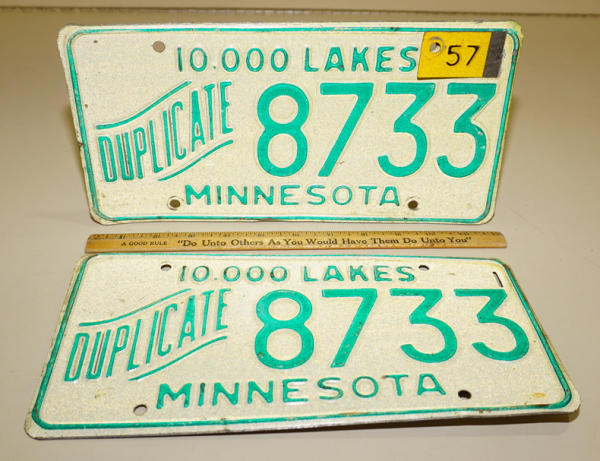 10.000 LAKES
57
DUPLICATE 8733
MINNESOTA
A GOOD RULE "Do Unto Others As You Would Have Them Do Unto You"
10.000 LAKES
DUPLICATE 8733
MINNESOTA